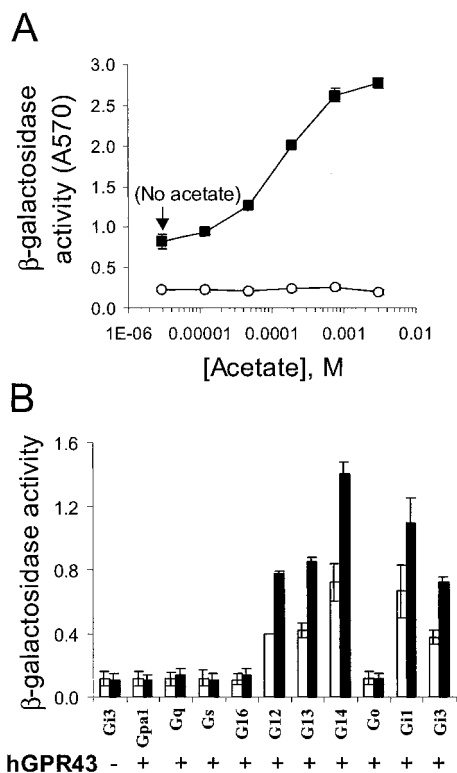 A
β-galactosidase
activity (A570)
3.0
2.5
2.0
1.5
1.0
0.5
0.0
(No acetate)
1E-06 0.00001 0.0001 0.001 0.01
[Acetate], M
B
β-galactosidase activity
1.6
1.2
0.8
0.4
0.0
Gi3 Gpa1 Gq Gs G16 G12 G13 G14 Go Gi1 Gi3
hGPR43 - + + + + + + + + + +